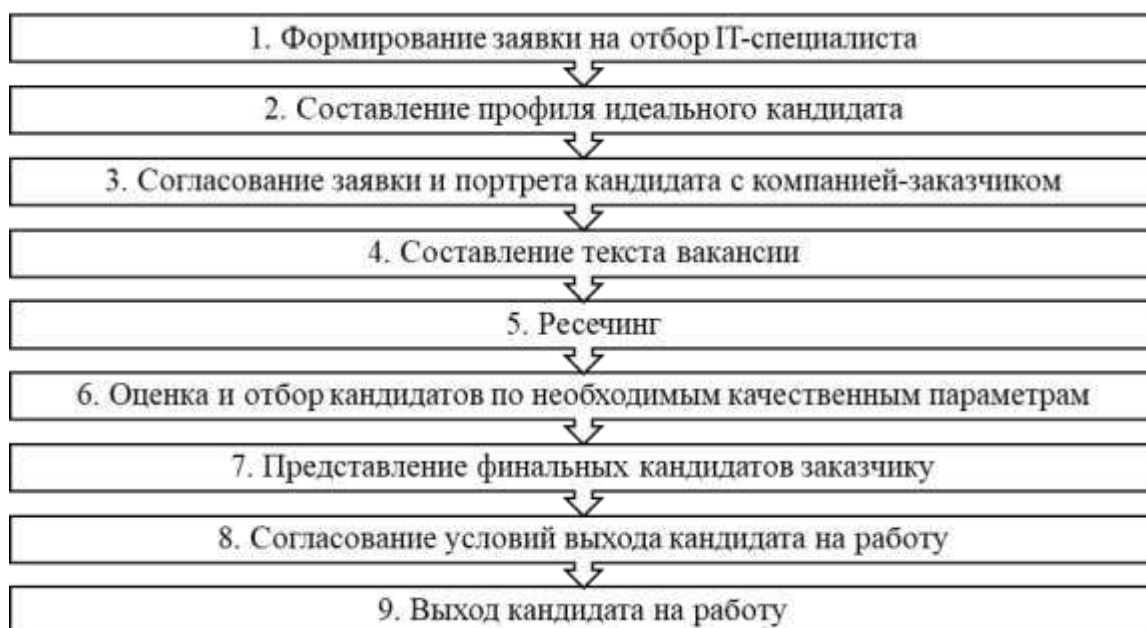 1. Формирование заявки на отбор IT-специалиста
2. Составление профиля идеального кандидата
3. Согласование заявки и портрета кандидата с компанией-заказчиком
4. Составление текста вакансии
5. Ресечинг
6. Оценка и отбор кандидатов по необходимым качественным параметрам
7. Представление финальных кандидатов заказчику
8. Согласование условий выхода кандидата на работу
9. Выход кандидата на работу